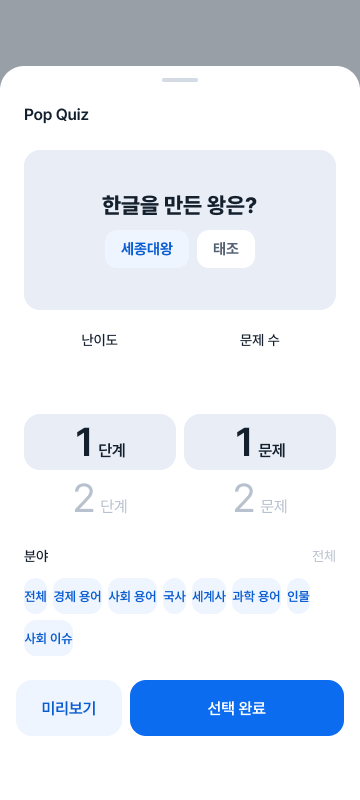 Pop Quiz
한글을 만든 왕은?
세종대왕 태조
난이도 문제 수
1 단계 1 문제
2 단계 2 문제
분야 전체
전체 경제 용어 사회 용어 국사 세계사 과학 용어 인물
사회 이슈
미리보기 선택 완료